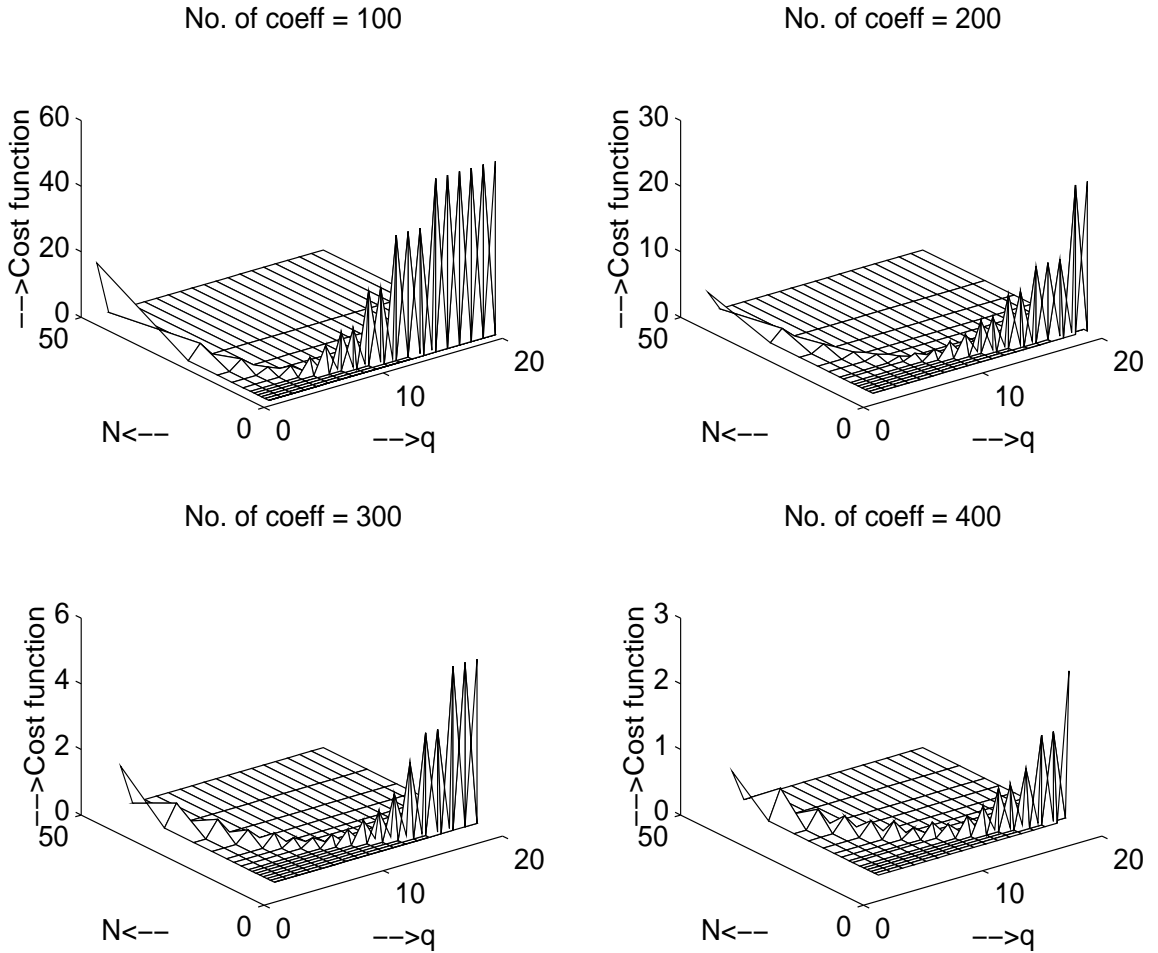 No. of coeff = 100
60
40
20
0
−−>Cost function
50
0
N<−−
0
10
20
−−>q
No. of coeff = 200
30
20
10
0
−−>Cost function
50
0
N<−−
0
10
20
−−>q
No. of coeff = 300
6
4
2
0
−−>Cost function
50
0
N<−−
0
10
20
−−>q
No. of coeff = 400
3
2
1
0
−−>Cost function
50
0
N<−−
0
10
20
−−>q